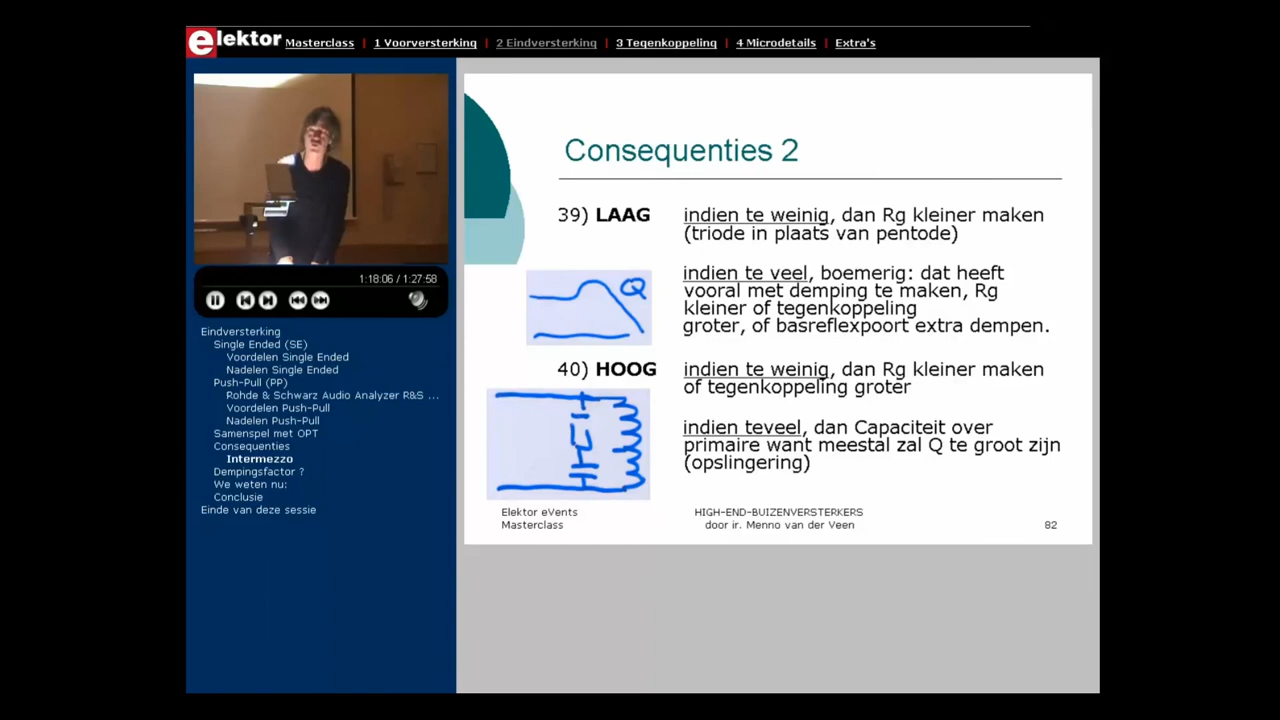 elektor Masterclass | 1 Voorversterking | 2 Eindversterking | 3 Tegenkoppeling | 4 Microdetails | Extra's
1:18:06 / 1:27:58
Eindversterking
Single Ended (SE)
Voordelen Single Ended
Nadelen Single Ended
Push-Pull (PP)
Rohde & Schwarz Audio Analyzer R&S ...
Voordelen Push-Pull
Nadelen Push-Pull
Samenspel met OPT
Consequenties
Intermezzo
Dempingsfactor ?
We weten nu:
Conclusie
Einde van deze sessie
Consequenties 2
39) LAAG indien te weinig, dan Rg kleiner maken
(triode in plaats van pentode)
indien te veel, boemerig: dat heeft
vooral met demping te maken, Rg
kleiner of tegenkoppeling
groter, of basreflexpoort extra dempen.
Q
40) HOOG indien te weinig, dan Rg kleiner maken
of tegenkoppeling groter
indien teveel, dan Capaciteit over
primaire want meestal zal Q te groot zijn
(opslingering)
Elektor eVents
Masterclass
HIGH-END-BUIZENVERSTERKERS
door ir. Menno van der Veen
82